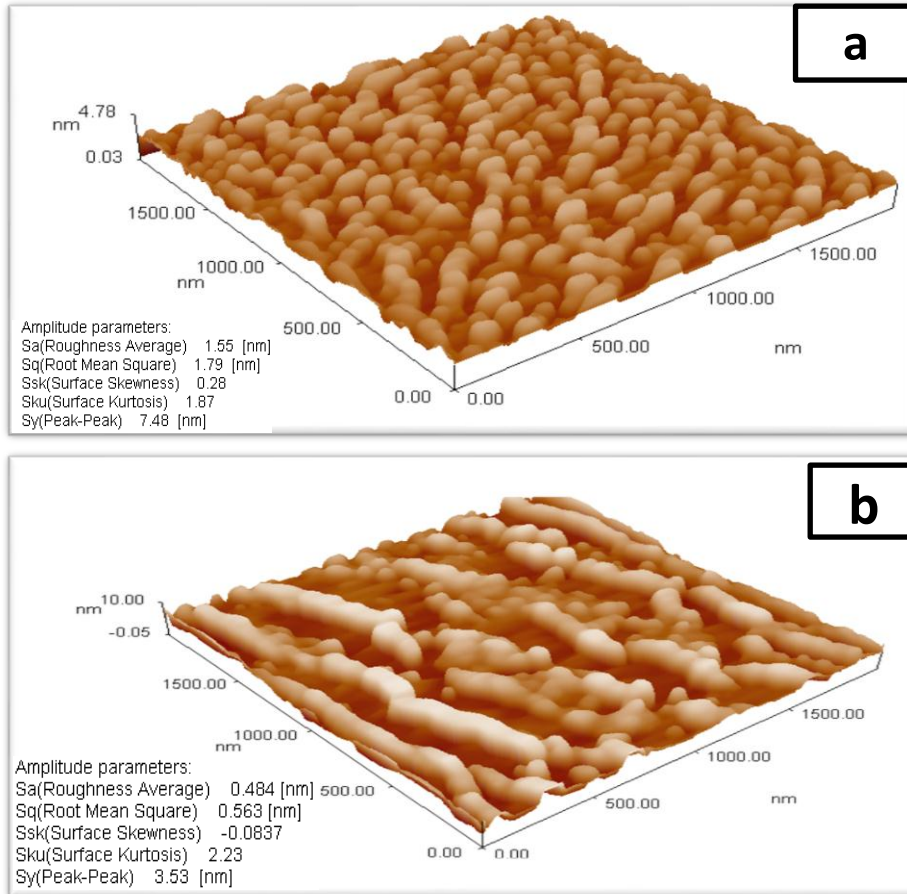 a
4.78
nm
0.03
1500.00
1500.00
1000.00
1000.00
nm
500.00
500.00
nm
0.00
0.00
Amplitude parameters:
Sa(Roughness Average) 1.55 [nm]
Sq(Root Mean Square) 1.79 [nm]
Ssk(Surface Skewness) 0.28
Sku(Surface Kurtosis) 1.87
Sy(Peak-Peak) 7.48 [nm]
b
nm 10.00
-0.05
1500.00
1500.00
1000.00
nm
1000.00
500.00
nm
500.00
0.00
0.00
Amplitude parameters:
Sa(Roughness Average) 0.484 [nm]
Sq(Root Mean Square) 0.563 [nm]
Ssk(Surface Skewness) -0.0837
Sku(Surface Kurtosis) 2.23
Sy(Peak-Peak) 3.53 [nm]